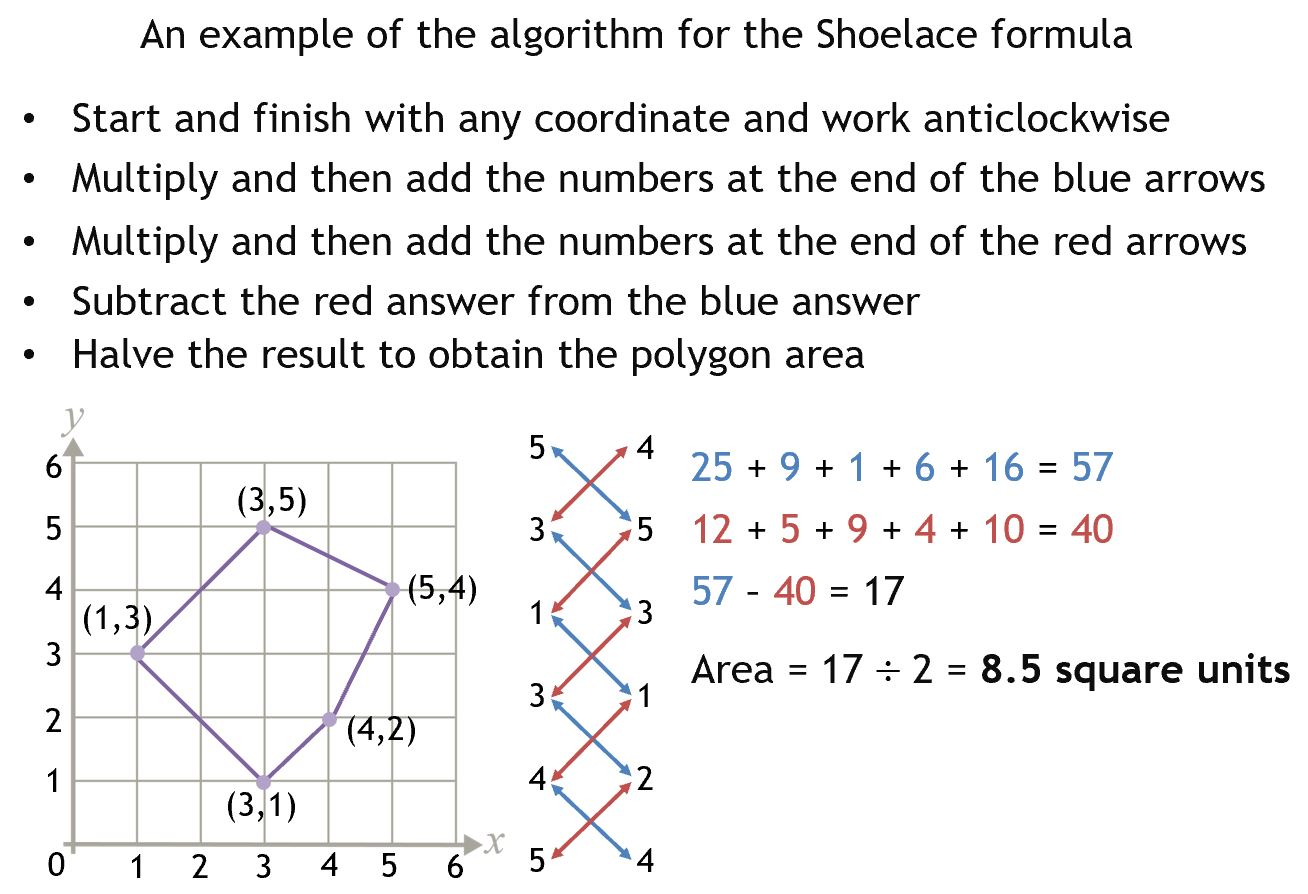 An example of the algorithm for the Shoelace formula
• Start and finish with any coordinate and work anticlockwise
• Multiply and then add the numbers at the end of the blue arrows
• Multiply and then add the numbers at the end of the red arrows
• Subtract the red answer from the blue answer
• Halve the result to obtain the polygon area
y
6
5
4
3
2
1
0 1 2 3 4 5 6 x
(3,5)
(5,4)
(1,3)
(4,2)
(3,1)
5 4
3 5
1 3
3 1
4 2
5 4
25 + 9 + 1 + 6 + 16 = 57
12 + 5 + 9 + 4 + 10 = 40
57 - 40 = 17
Area = 17 ÷ 2 = 8.5 square units